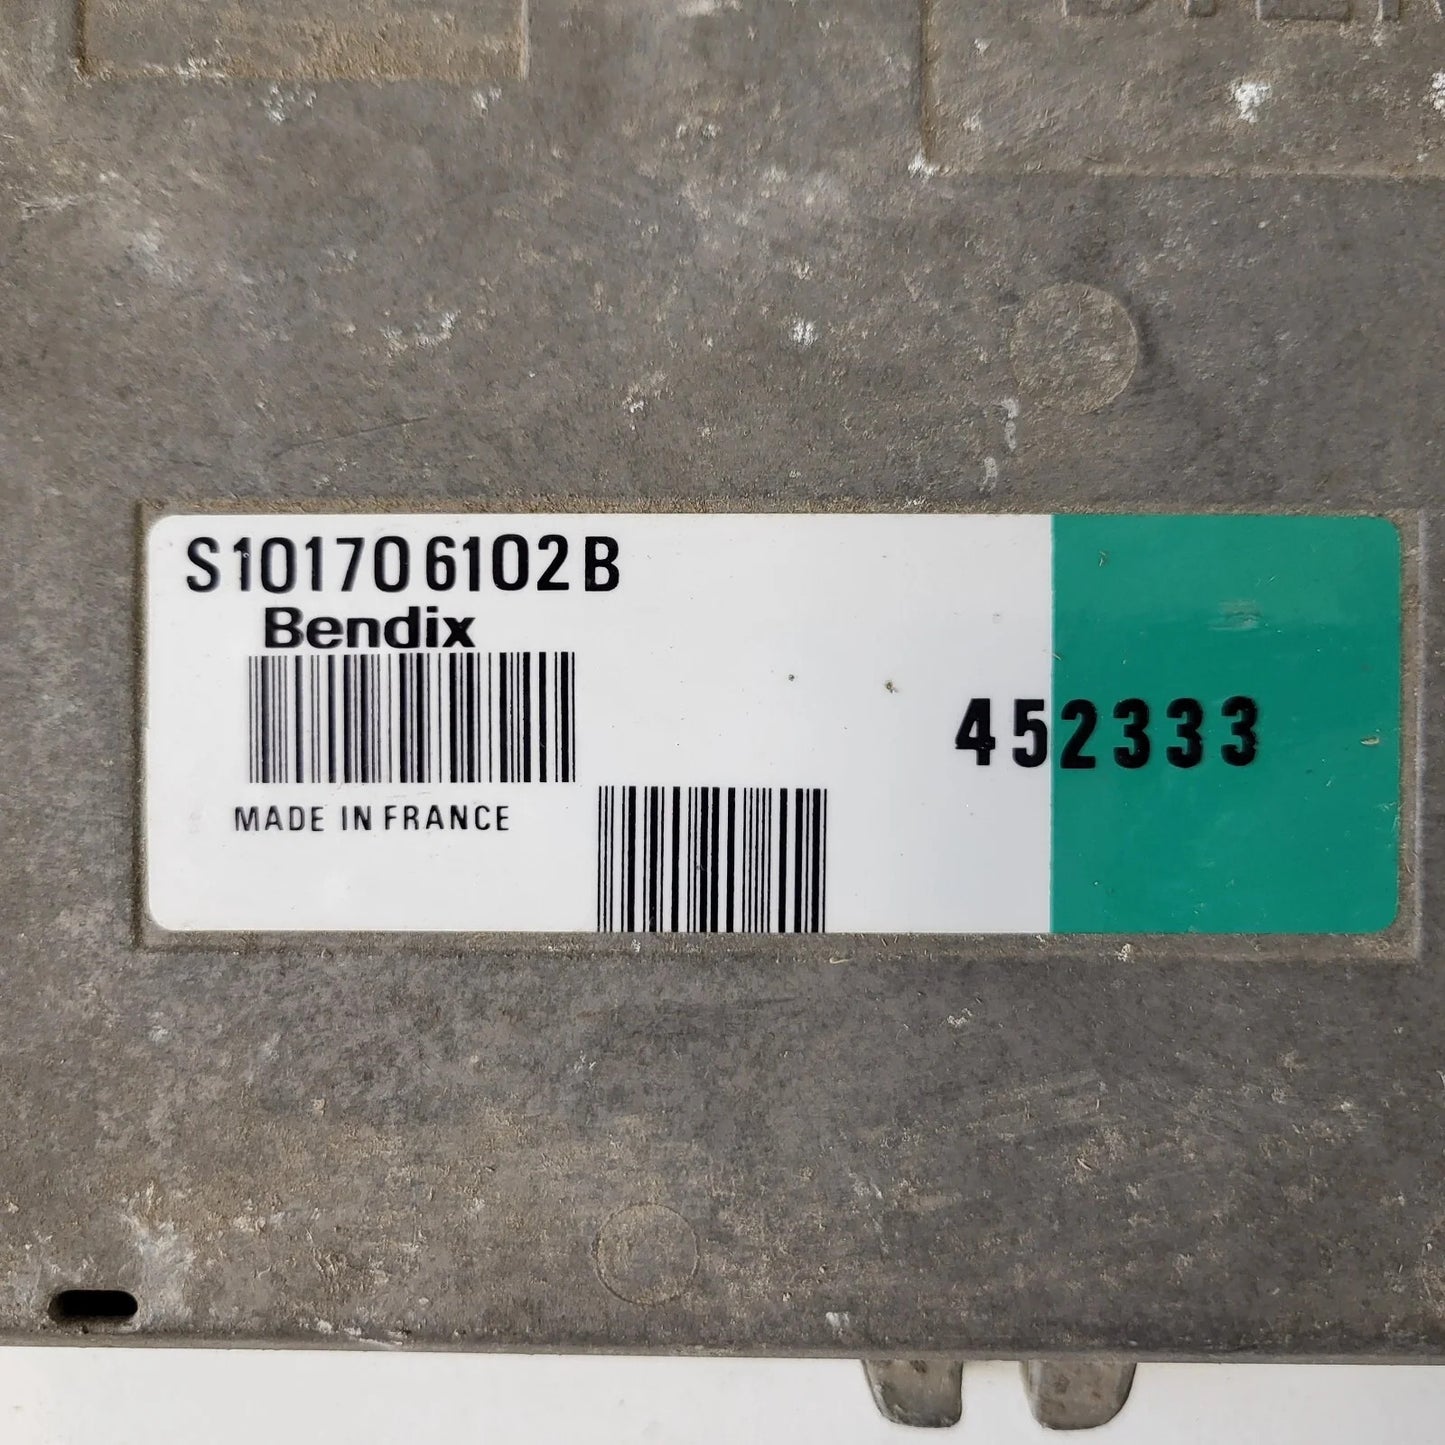 S101706102B
Bendix
452333
MADE IN FRANCE